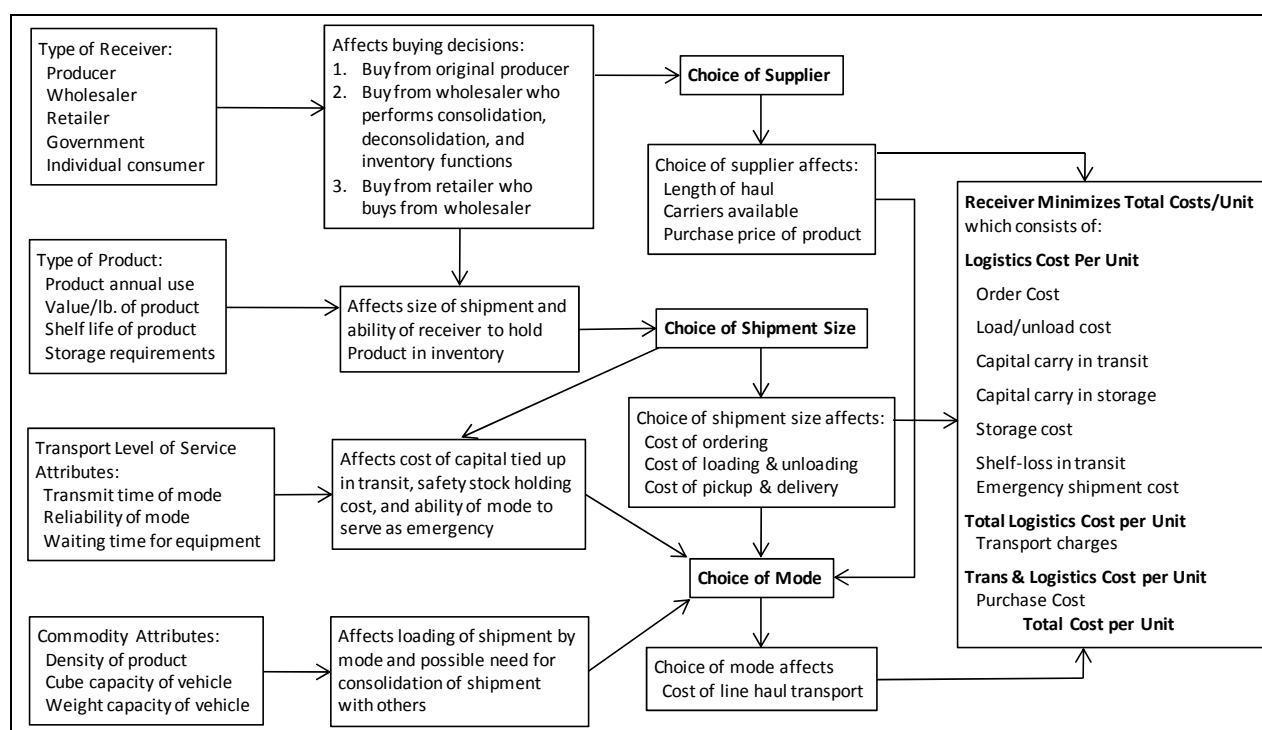 Type of Receiver:
Producer
Wholesaler
Retailer
Government
Individual consumer
Affects buying decisions:
1. Buy from original producer
2. Buy from wholesaler who
performs consolidation,
deconsolidation, and
inventory functions
3. Buy from retailer who
buys from wholesaler
Choice of Supplier
Choice of supplier affects:
Length of haul
Carriers available
Purchase price of product
Type of Product:
Product annual use
Value/lb. of product
Shelf life of product
Storage requirements
Affects size of shipment and
ability of receiver to hold
Product in inventory
Choice of Shipment Size
Choice of shipment size affects:
Cost of ordering
Cost of loading & unloading
Cost of pickup & delivery
Transport Level of Service
Attributes:
Transmit time of mode
Reliability of mode
Waiting time for equipment
Affects cost of capital tied up
in transit, safety stock holding
cost, and ability of mode to
serve as emergency
Choice of Mode
Commodity Attributes:
Density of product
Cube capacity of vehicle
Weight capacity of vehicle
Affects loading of shipment by
mode and possible need for
consolidation of shipment
with others
Choice of mode affects
Cost of line haul transport
Receiver Minimizes Total Costs/Unit
which consists of:
Logistics Cost Per Unit
Order Cost
Load/unload cost
Capital carry in transit
Capital carry in storage
Storage cost
Shelf-loss in transit
Emergency shipment cost
Total Logistics Cost per Unit
Transport charges
Trans & Logistics Cost per Unit
Purchase Cost
Total Cost per Unit